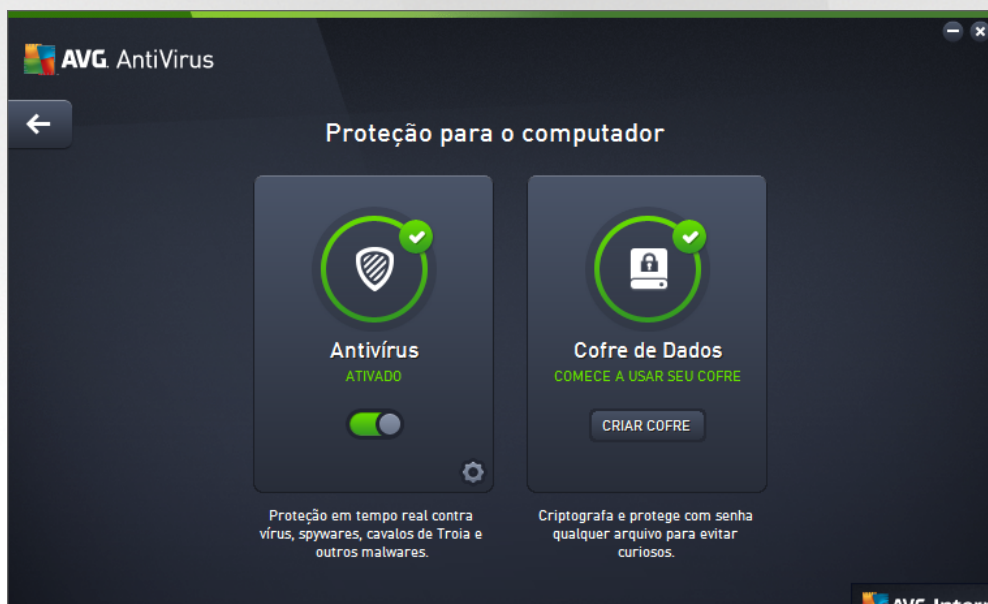 AVG. AntiVirus
Proteção para o computador
Antivírus
ATIVADO
Proteção em tempo real contra
vírus, spywares, cavalos de Troia e
outros malwares.
Cofre de Dados
COMECE A USAR SEU COFRE
CRIAR COFRE
Criptografa e protege com senha
qualquer arquivo para evitar
curiosos.
AVG